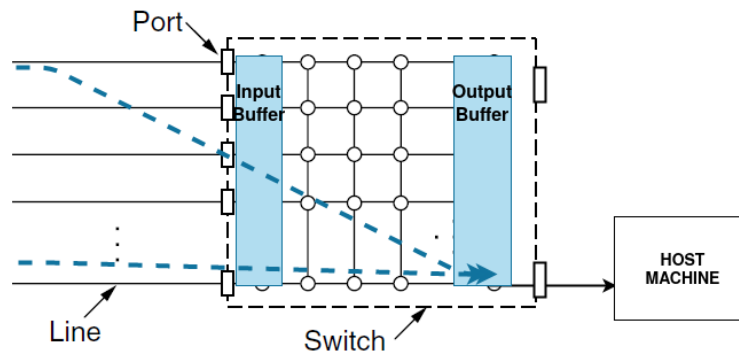 Port
Input
Buffer
Output
Buffer
HOST
MACHINE
Line
Switch